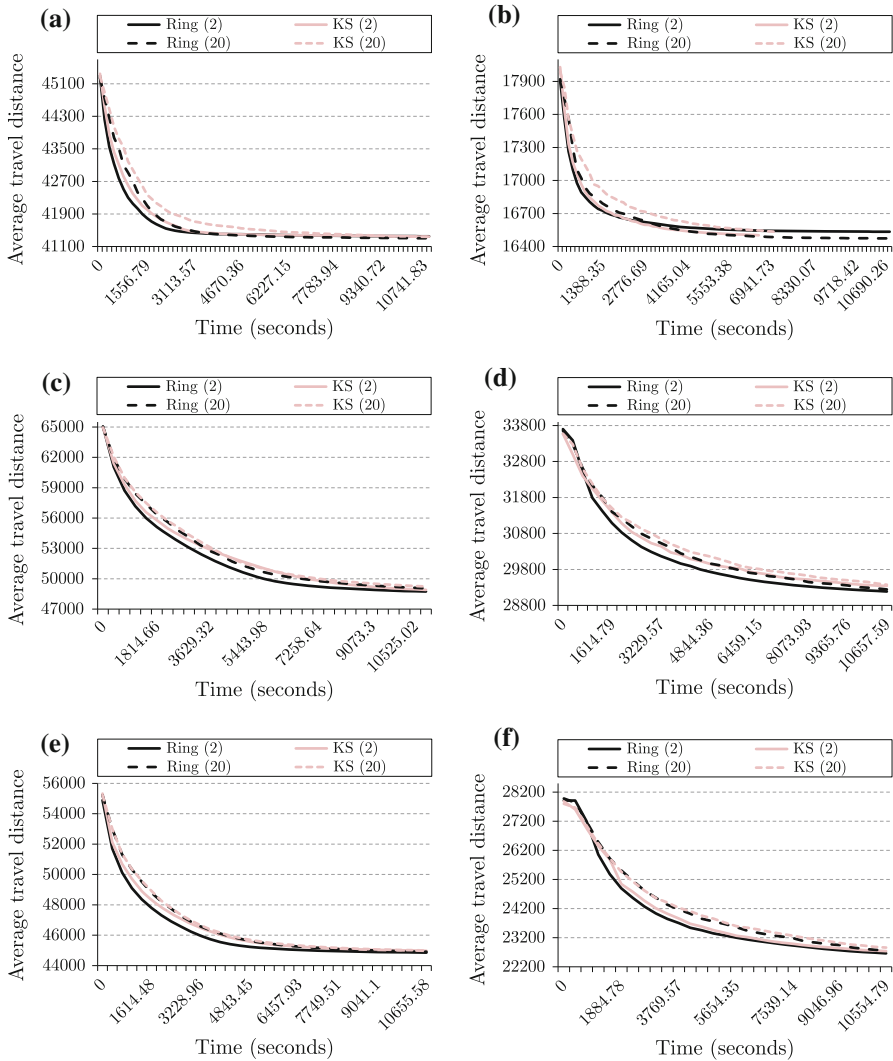 (a)
Ring (2) KS (2)
Ring (20) KS (20)
Average travel distance
45100
44300
43500
42700
41900
41100
0 1556.79 3113.57 4670.36 6227.15 7783.94 9340.72 10741.83
Time (seconds)
(b)
Ring (2) KS (2)
Ring (20) KS (20)
Average travel distance
17900
17600
17300
17000
16700
16400
0 1388.35 2776.69 4165.04 5553.38 6941.73 8330.07 9718.42 10690.26
Time (seconds)
(c)
Ring (2) KS (2)
Ring (20) KS (20)
Average travel distance
65000
62000
59000
56000
53000
50000
47000
0 1814.66 3629.32 5443.98 7258.64 9073.3 10525.02
Time (seconds)
(d)
Ring (2) KS (2)
Ring (20) KS (20)
Average travel distance
33800
32800
31800
30800
29800
28800
0 1614.79 3229.57 4844.36 6459.15 8073.93 9365.76 10657.59
Time (seconds)
(e)
Ring (2) KS (2)
Ring (20) KS (20)
Average travel distance
56000
54000
52000
50000
48000
46000
44000
0 1614.48 3228.96 4843.45 6457.93 7749.51 9041.1 10655.58
Time (seconds)
(f)
Ring (2) KS (2)
Ring (20) KS (20)
Average travel distance
28200
27200
26200
25200
24200
23200
22200
0 1884.78 3769.57 5654.35 7539.14 9046.96 10554.79
Time (seconds)